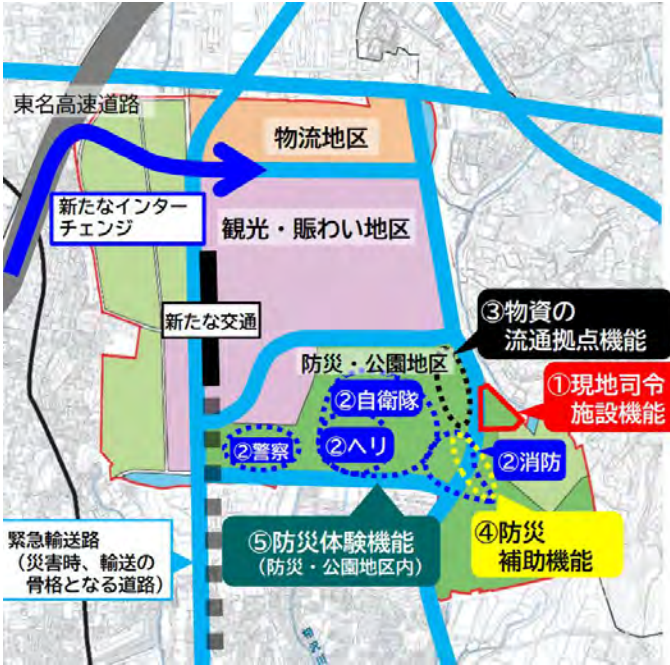 東名高速道路
物流地区
新たなインター
チェンジ
観光・賑わい地区
新たな交通
③物資の
流通拠点機能
防災・公園地区
①現地司令
施設機能
②自衛隊
②警察
②ヘリ
②消防
緊急輸送路
(災害時、輸送の
骨格となる道路)
⑤防災体験機能
(防災・公園地区内)
④防災
補助機能
相沢川